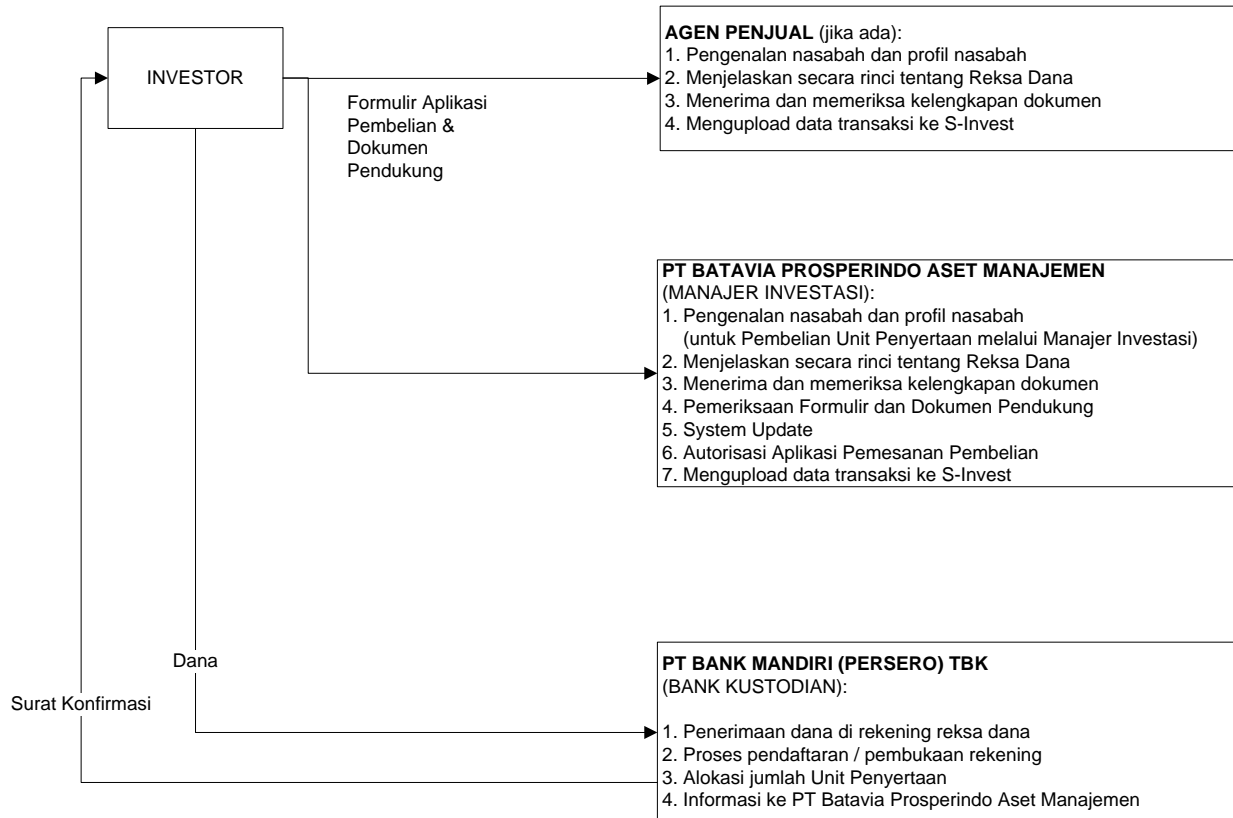 INVESTOR
Formulir Aplikasi
Pembelian &
Dokumen
Pendukung
AGEN PENJUAL (jika ada):
1. Pengenalan nasabah dan profil nasabah
2. Menjelaskan secara rinci tentang Reksa Dana
3. Menerima dan memeriksa kelengkapan dokumen
4. Mengupload data transaksi ke S-Invest
PT BATAVIA PROSPERINDO ASET MANAJEMEN
(MANAJER INVESTASI):
1. Pengenalan nasabah dan profil nasabah
(untuk Pembelian Unit Penyertaan melalui Manajer Investasi)
2. Menjelaskan secara rinci tentang Reksa Dana
3. Menerima dan memeriksa kelengkapan dokumen
4. Pemeriksaan Formulir dan Dokumen Pendukung
5. System Update
6. Autorisasi Aplikasi Pemesanan Pembelian
7. Mengupload data transaksi ke S-Invest
Dana
Surat Konfirmasi
PT BANK MANDIRI (PERSERO) TBK
(BANK KUSTODIAN):
1. Penerimaan dana di rekening reksa dana
2. Proses pendaftaran / pembukaan rekening
3. Alokasi jumlah Unit Penyertaan
4. Informasi ke PT Batavia Prosperindo Aset Manajemen